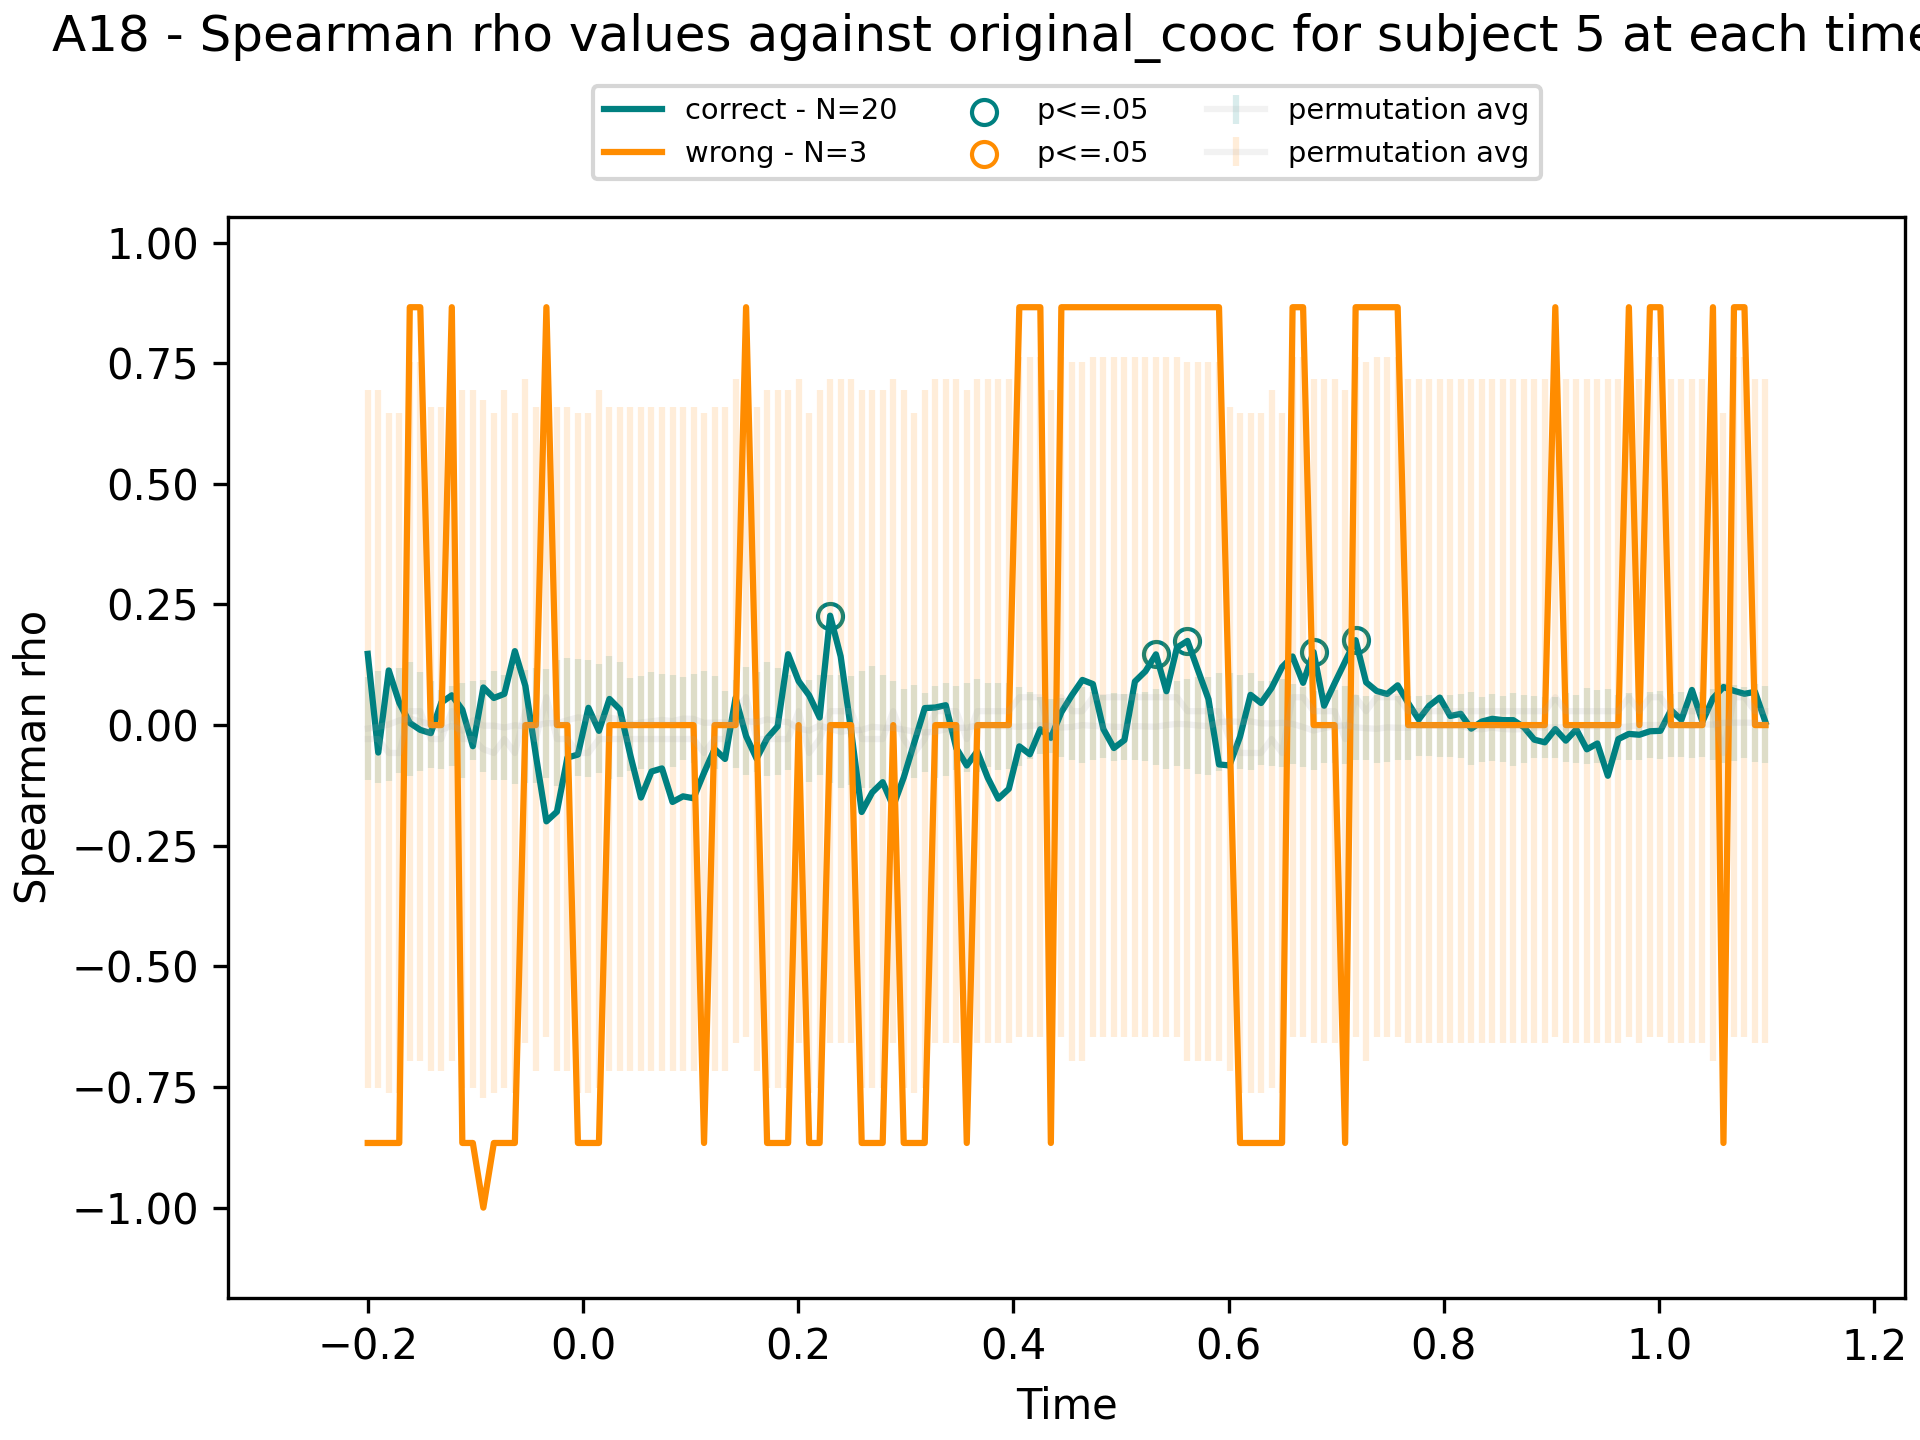 A18 - Spearman rho values against original_cooc for subject 5 at each time
correct - N=20 p<=.05 permutation avg
wrong - N=3 p<=.05 permutation avg
1.00
0.75
0.50
0.25
0.00
−0.25
−0.50
−0.75
−1.00
Spearman rho
−0.2 0.0 0.2 0.4 0.6 0.8 1.0 1.2
Time